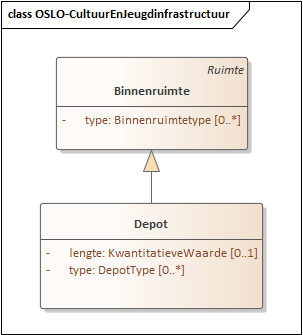 class OSLO-CultuurEnJeugdinfrastructuur
Ruimte
Binnenruimte
- type: Binnenruimtetype [0..*]
Depot
- lengte: KwantitatieveWaarde [0..1]
- type: DepotType [0..*]